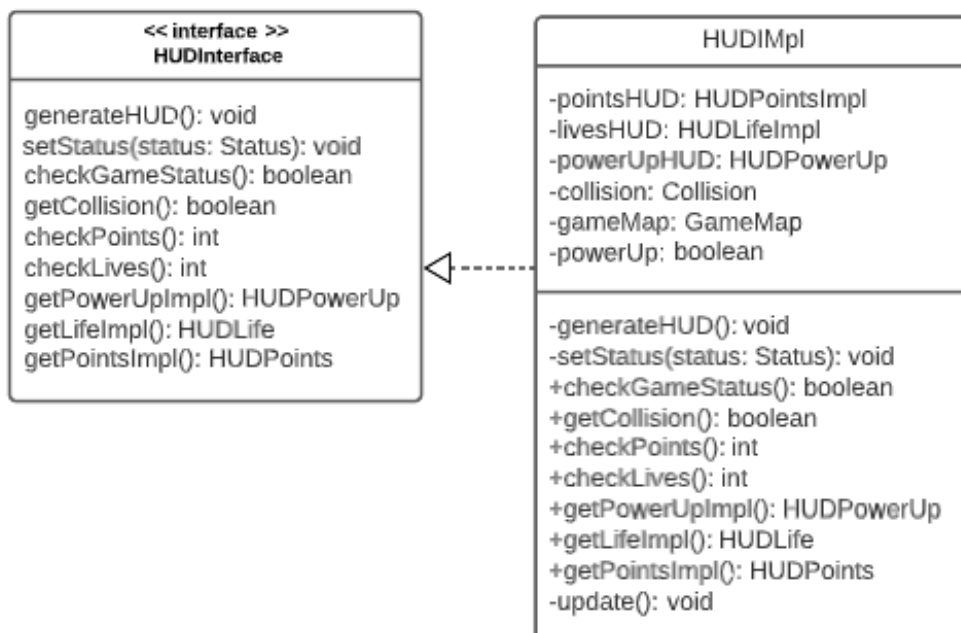 << interface >>
HUDInterface
generateHUD(): void
setStatus(status: Status): void
checkGameStatus(): boolean
getCollision(): boolean
checkPoints(): int
checkLives(): int
getPowerUpImpl(): HUDPowerUp
getLifeImpl(): HUDLife
getPointsImpl(): HUDPoints
HUDIMpl
-pointsHUD: HUDPointsImpl
-livesHUD: HUDLifeImpl
-powerUpHUD: HUDPowerUp
-collision: Collision
-gameMap: GameMap
-powerUp: boolean
-generateHUD(): void
-setStatus(status: Status): void
+checkGameStatus(): boolean
+getCollision(): boolean
+checkPoints(): int
+checkLives(): int
+getPowerUpImpl(): HUDPowerUp
+getLifeImpl(): HUDLife
+getPointsImpl(): HUDPoints
-update(): void